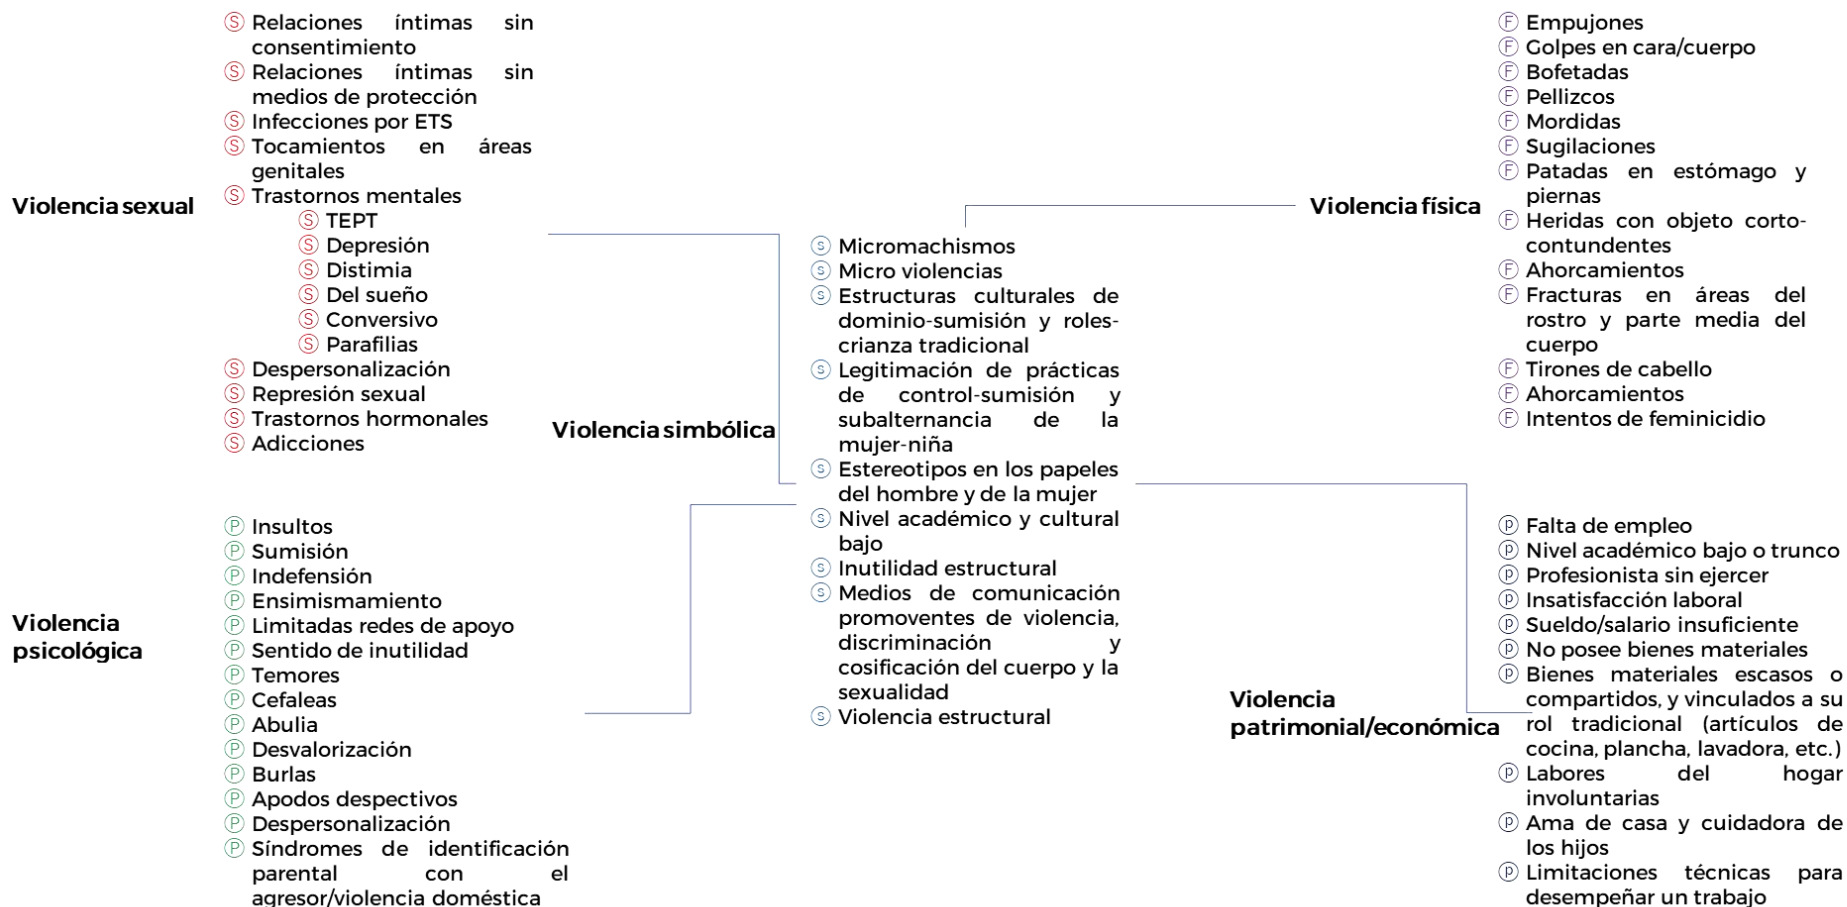 Violencia sexual
Ⓢ Relaciones íntimas sin
consentimiento
Ⓢ Relaciones íntimas sin
medios de protección
Ⓢ Infecciones por ETS
Ⓢ Tocamientos en áreas
genitales
Ⓢ Trastornos mentales
Ⓢ TEPT
Ⓢ Depresión
Ⓢ Distimia
Ⓢ Del sueño
Ⓢ Conversivo
Ⓢ Parafilias
Ⓢ Despersonalización
Ⓢ Represión sexual
Ⓢ Trastornos hormonales
Ⓢ Adicciones
Violencia psicológica
Ⓟ Insultos
Ⓟ Sumisión
Ⓟ Indefensión
Ⓟ Ensimismamiento
Ⓟ Limitadas redes de apoyo
Ⓟ Sentido de inutilidad
Ⓟ Temores
Ⓟ Cefaleas
Ⓟ Abulia
Ⓟ Desvalorización
Ⓟ Burlas
Ⓟ Apodos despectivos
Ⓟ Despersonalización
Ⓟ Síndromes de identificación
parental con el
agresor/violencia doméstica
Violencia simbólica
ⓢ Micromachismos
ⓢ Micro violencias
ⓢ Estructuras culturales de
dominio-sumisión y roles-
crianza tradicional
ⓢ Legitimación de prácticas
de control-sumisión y
subalternancia de la
mujer-niña
ⓢ Estereotipos en los papeles
del hombre y de la mujer
ⓢ Nivel académico y cultural
bajo
ⓢ Inutilidad estructural
ⓢ Medios de comunicación
promoventes de violencia,
discriminación y
cosificación del cuerpo y la
sexualidad
ⓢ Violencia estructural
Violencia física
Ⓕ Empujones
Ⓕ Golpes en cara/cuerpo
Ⓕ Bofetadas
Ⓕ Pellizcos
Ⓕ Mordidas
Ⓕ Sugilaciones
Ⓕ Patadas en estómago y
piernas
Ⓕ Heridas con objeto corto-
contundentes
Ⓕ Ahorcamientos
Ⓕ Fracturas en áreas del
rostro y parte media del
cuerpo
Ⓕ Tirones de cabello
Ⓕ Ahorcamientos
Ⓕ Intentos de feminicidio
Violencia
patrimonial/económica
ⓟ Falta de empleo
ⓟ Nivel académico bajo o trunco
ⓟ Profesionista sin ejercer
ⓟ Insatisfacción laboral
ⓟ Sueldo/salario insuficiente
ⓟ No posee bienes materiales
ⓟ Bienes materiales escasos o
compartidos, y vinculados a su
rol tradicional (artículos de
cocina, plancha, lavadora, etc.)
ⓟ Labores del hogar
involuntarias
ⓟ Ama de casa y cuidadora de
los hijos
ⓟ Limitaciones técnicas para
desempeñar un trabajo